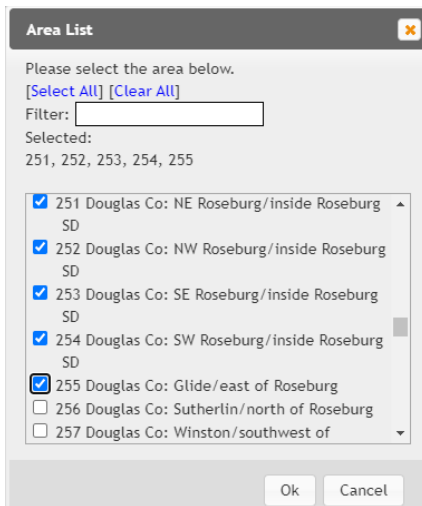 Area List
Please select the area below.
[Select All] [Clear All]
Filter:
Selected:
251, 252, 253, 254, 255
251 Douglas Co: NE Roseburg/inside Roseburg
SD
252 Douglas Co: NW Roseburg/inside Roseburg
SD
253 Douglas Co: SE Roseburg/inside Roseburg
SD
254 Douglas Co: SW Roseburg/inside Roseburg
SD
255 Douglas Co: Glide/east of Roseburg
256 Douglas Co: Sutherlin/north of Roseburg
257 Douglas Co: Winston/southwest of
Ok Cancel